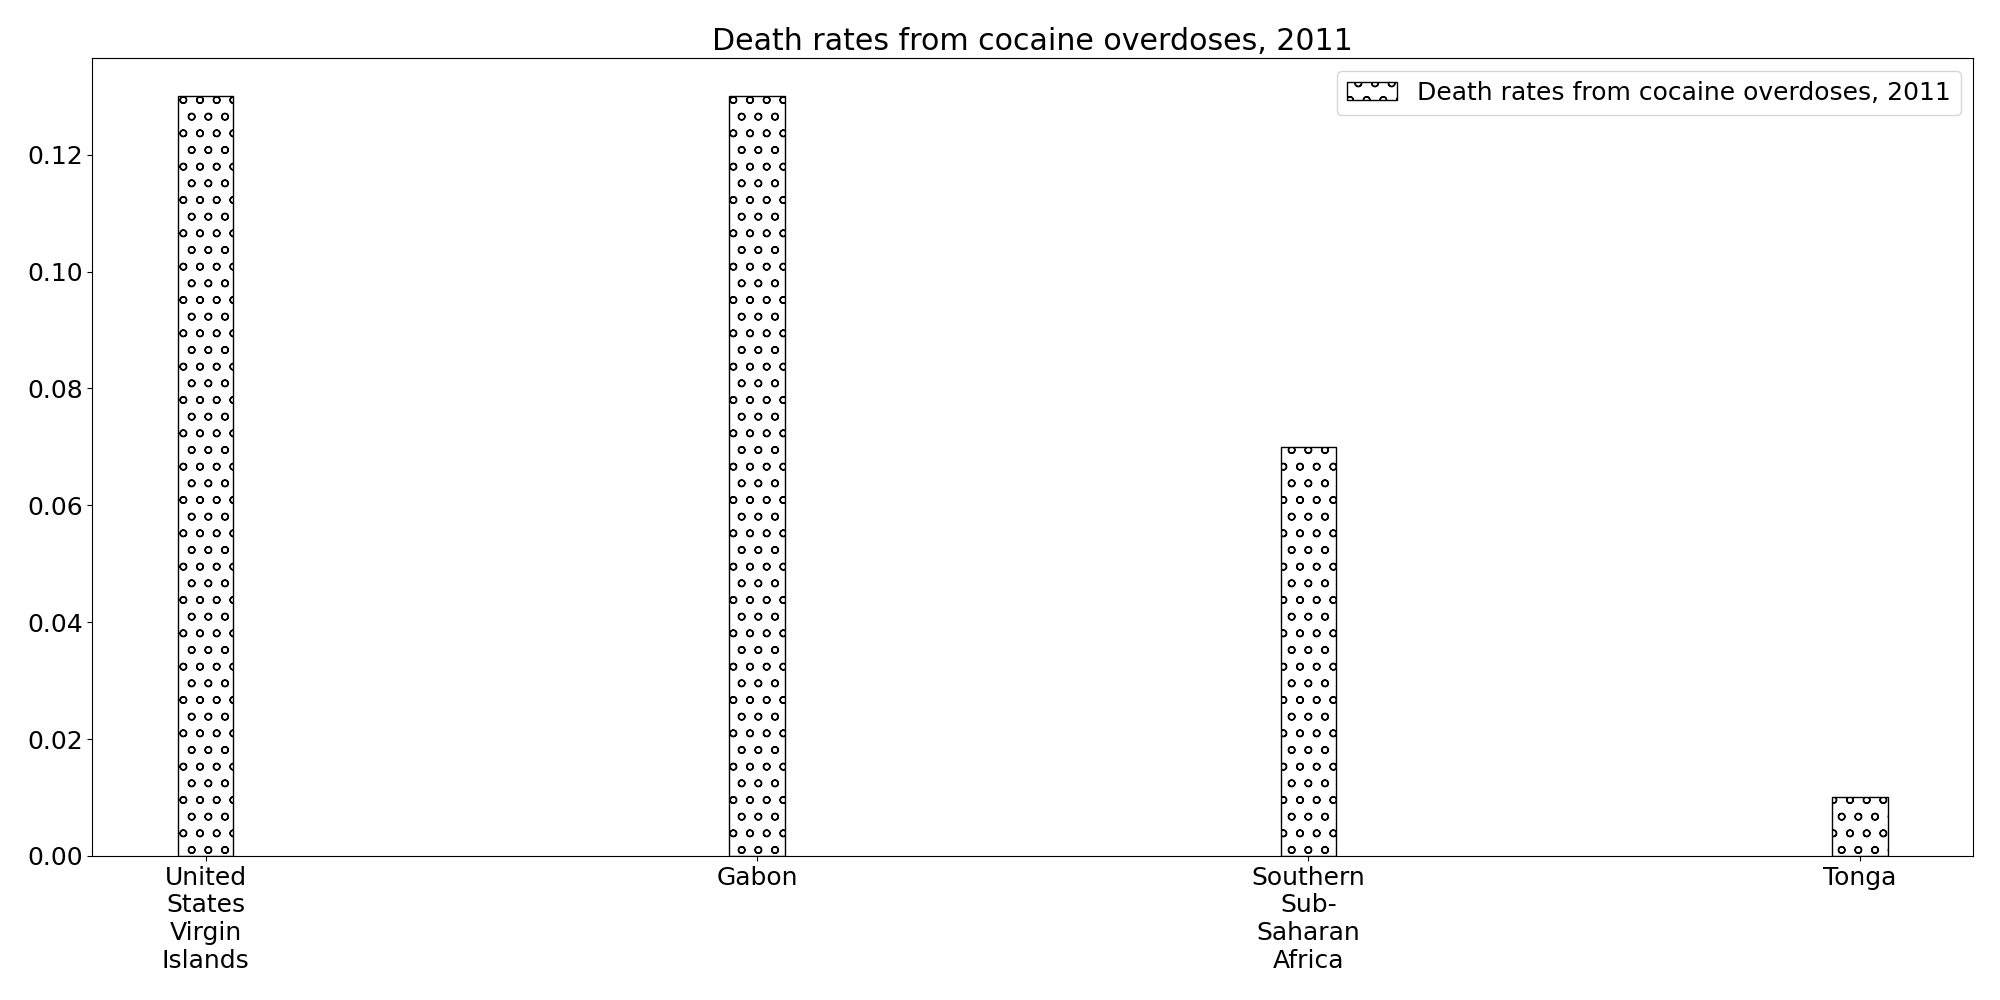 Death rates from cocaine overdoses, 2011
Death rates from cocaine overdoses, 2011
0.12
0.10
0.08
0.06
0.04
0.02
0.00
United
States
Virgin
Islands
Gabon
Southern
Sub-
Saharan
Africa
Tonga